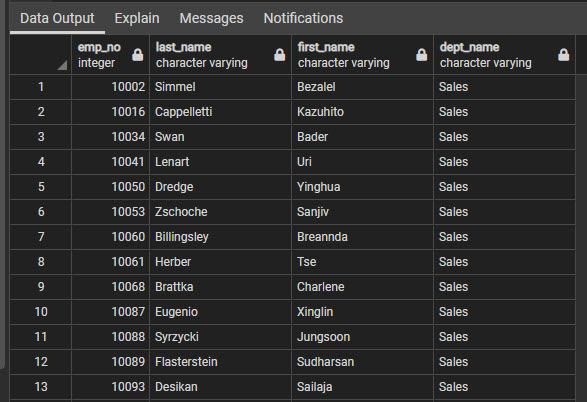 Data Output Explain Messages Notifications
emp_no last_name first_name dept_name
integer character varying character varying character varying
1 10002 Simmel Bezalel Sales
2 10016 Cappelletti Kazuhito Sales
3 10034 Swan Bader Sales
4 10041 Lenart Uri Sales
5 10050 Dredge Yinghua Sales
6 10053 Zschoche Sanjiv Sales
7 10060 Billingsley Breannda Sales
8 10061 Herber Tse Sales
9 10068 Brattka Charlene Sales
10 10087 Eugenio Xinglin Sales
11 10088 Syrzycki Jungsoon Sales
12 10089 Flasterstein Sudharsan Sales
13 10093 Desikan Sailaja Sales